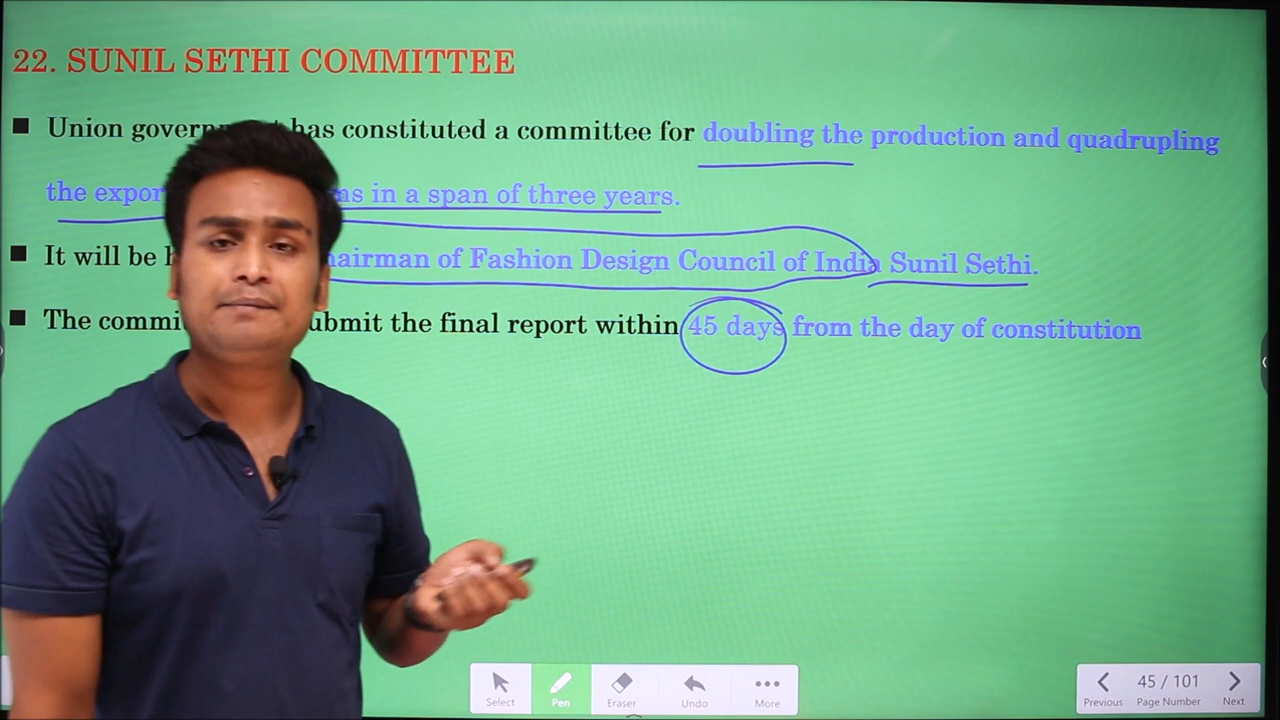 22. SUNIL SETHI COMMITTEE
■ Union government has constituted a committee for doubling the production and quadrupling
the expor ms in a span of three years.
■ It will be h hairman of Fashion Design Council of India Sunil Sethi.
■ The commi ubmit the final report within 45 days from the day of constitution
Select Pen Eraser Undo More
45 / 101
Previous Page Number Next